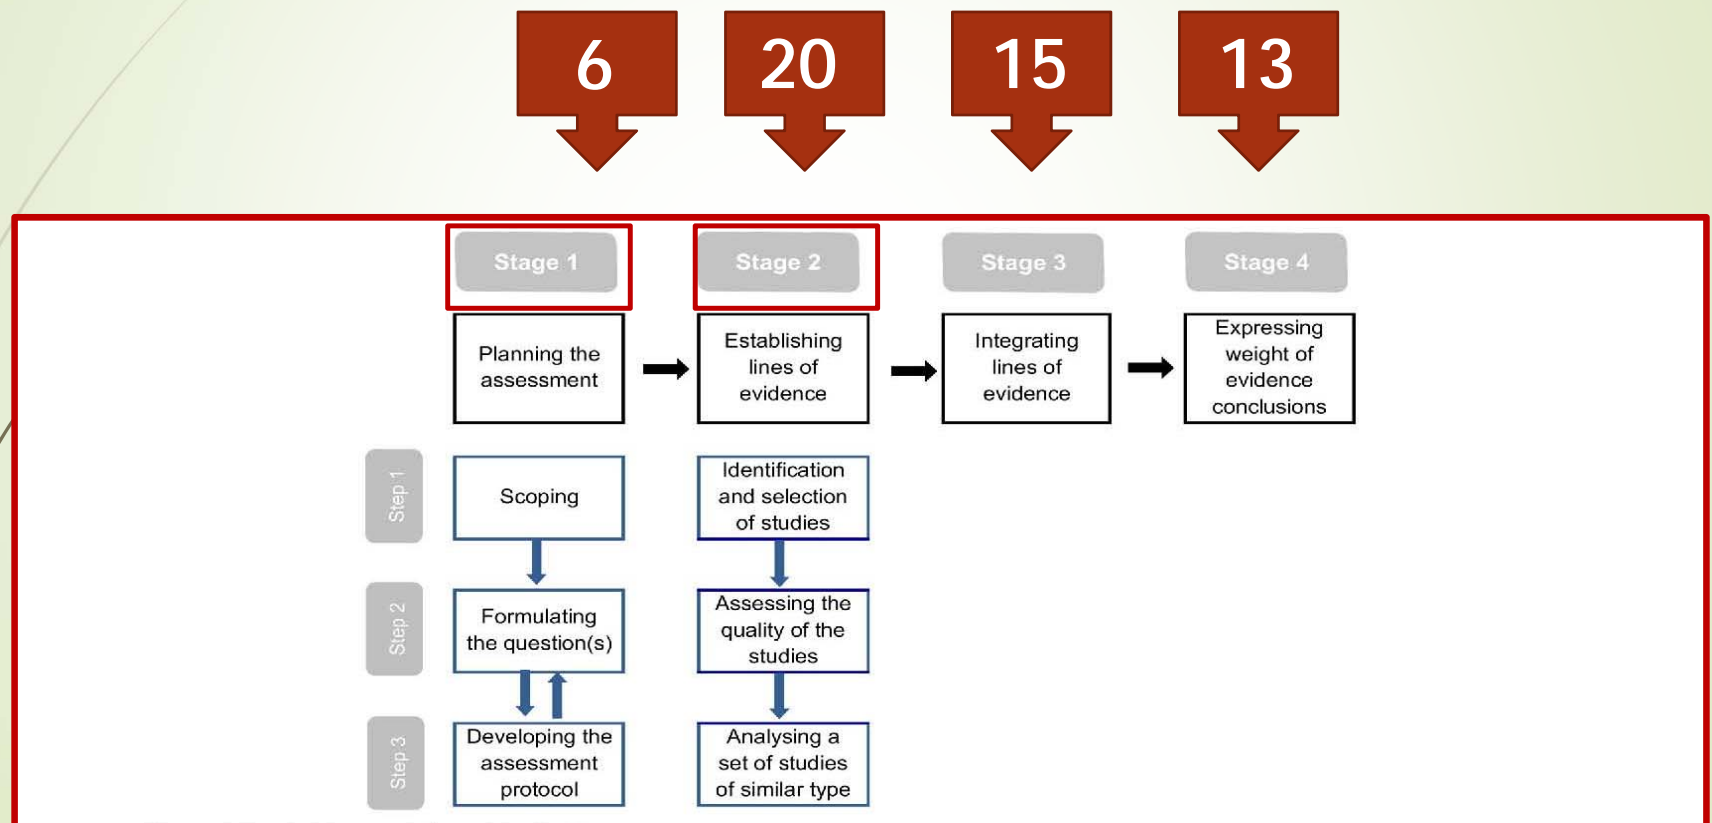 6
20
15
13
Stage 1
Stage 2
Stage 3
Stage 4
Planning the
assessment
Establishing
lines of
evidence
Integrating
lines of
evidence
Expressing
weight of
evidence
conclusions
Step 1
Scoping
Identification
and selection
of studies
Step 2
Formulating
the question(s)
Assessing the
quality of the
studies
Step 3
Developing the
assessment
protocol
Analysing a
set of studies
of similar type